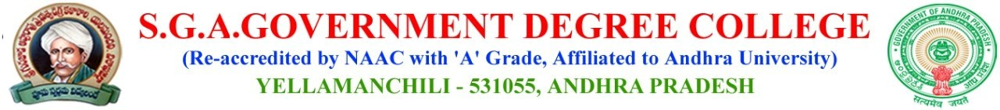 S.G.A.GOVERNMENT DEGREE COLLEGE
(Re-accredited by NAAC with 'A' Grade, Affiliated to Andhra University)
YELLAMANCHILI - 531055, ANDHRA PRADESH
GOVERNMENT OF ANDHRA PRADESH
आंध्र प्रदेश
सत्यमेव जयते